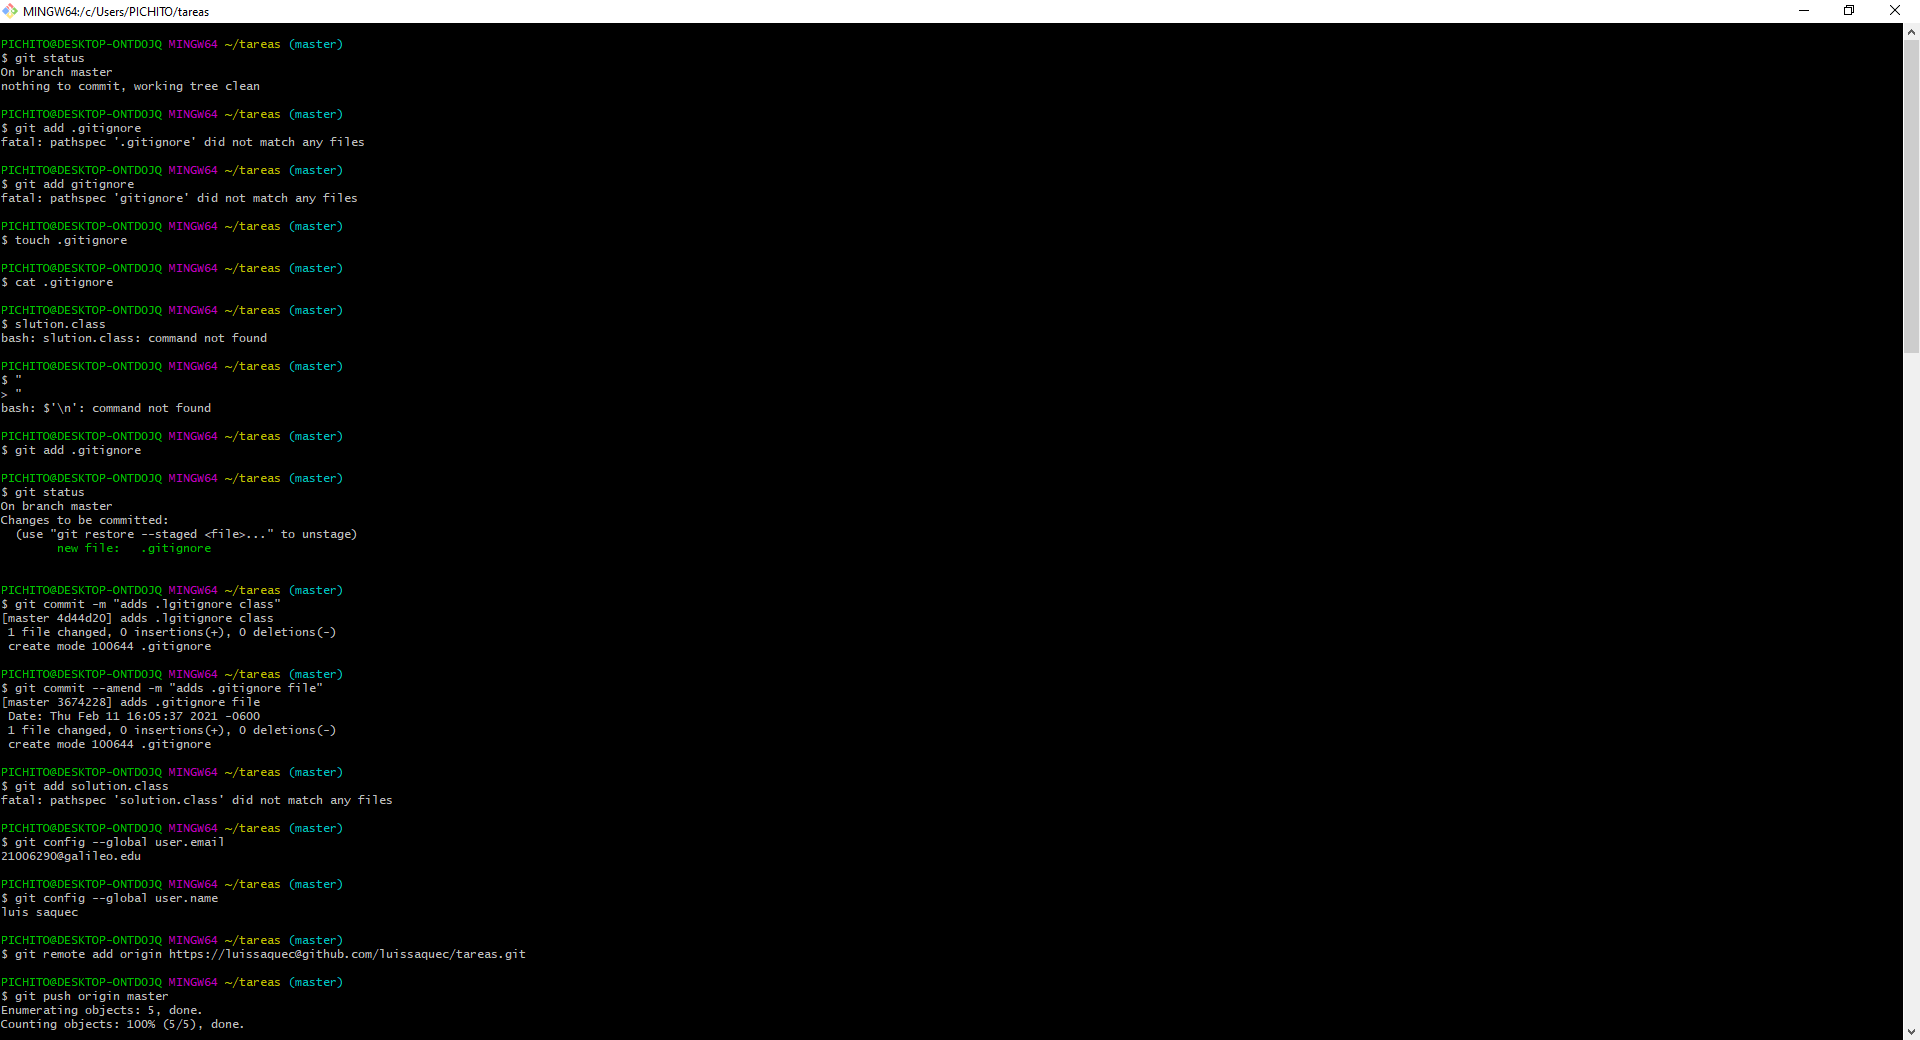 MINGW64:/c/Users/PICHITO/tareas
PICHITO@DESKTOP-ONTDOJQ MINGW64 ~/tareas (master)
$ git status
On branch master
nothing to commit, working tree clean
PICHITO@DESKTOP-ONTDOJQ MINGW64 ~/tareas (master)
$ git add .gitignore
fatal: pathspec '.gitignore' did not match any files
PICHITO@DESKTOP-ONTDOJQ MINGW64 ~/tareas (master)
$ git add gitignore
fatal: pathspec 'gitignore' did not match any files
PICHITO@DESKTOP-ONTDOJQ MINGW64 ~/tareas (master)
$ touch .gitignore
PICHITO@DESKTOP-ONTDOJQ MINGW64 ~/tareas (master)
$ cat .gitignore
PICHITO@DESKTOP-ONTDOJQ MINGW64 ~/tareas (master)
$ slution.class
bash: slution.class: command not found
PICHITO@DESKTOP-ONTDOJQ MINGW64 ~/tareas (master)
$ "
> "
bash: $'\n': command not found
PICHITO@DESKTOP-ONTDOJQ MINGW64 ~/tareas (master)
$ git add .gitignore
PICHITO@DESKTOP-ONTDOJQ MINGW64 ~/tareas (master)
$ git status
On branch master
Changes to be committed:
  (use "git restore --staged <file>..." to unstage)
        new file:   .gitignore
PICHITO@DESKTOP-ONTDOJQ MINGW64 ~/tareas (master)
$ git commit -m "adds .lgitignore class"
[master 4d44d20] adds .lgitignore class
 1 file changed, 0 insertions(+), 0 deletions(-)
 create mode 100644 .gitignore
PICHITO@DESKTOP-ONTDOJQ MINGW64 ~/tareas (master)
$ git commit --amend -m "adds .gitignore file"
[master 3674228] adds .gitignore file
 Date: Thu Feb 11 16:05:37 2021 -0600
 1 file changed, 0 insertions(+), 0 deletions(-)
 create mode 100644 .gitignore
PICHITO@DESKTOP-ONTDOJQ MINGW64 ~/tareas (master)
$ git add solution.class
fatal: pathspec 'solution.class' did not match any files
PICHITO@DESKTOP-ONTDOJQ MINGW64 ~/tareas (master)
$ git config --global user.email
21006290@galileo.edu
PICHITO@DESKTOP-ONTDOJQ MINGW64 ~/tareas (master)
$ git config --global user.name
luis saquec
PICHITO@DESKTOP-ONTDOJQ MINGW64 ~/tareas (master)
$ git remote add origin https://luissaquec@github.com/luissaquec/tareas.git
PICHITO@DESKTOP-ONTDOJQ MINGW64 ~/tareas (master)
$ git push origin master
Enumerating objects: 5, done.
Counting objects: 100% (5/5), done.